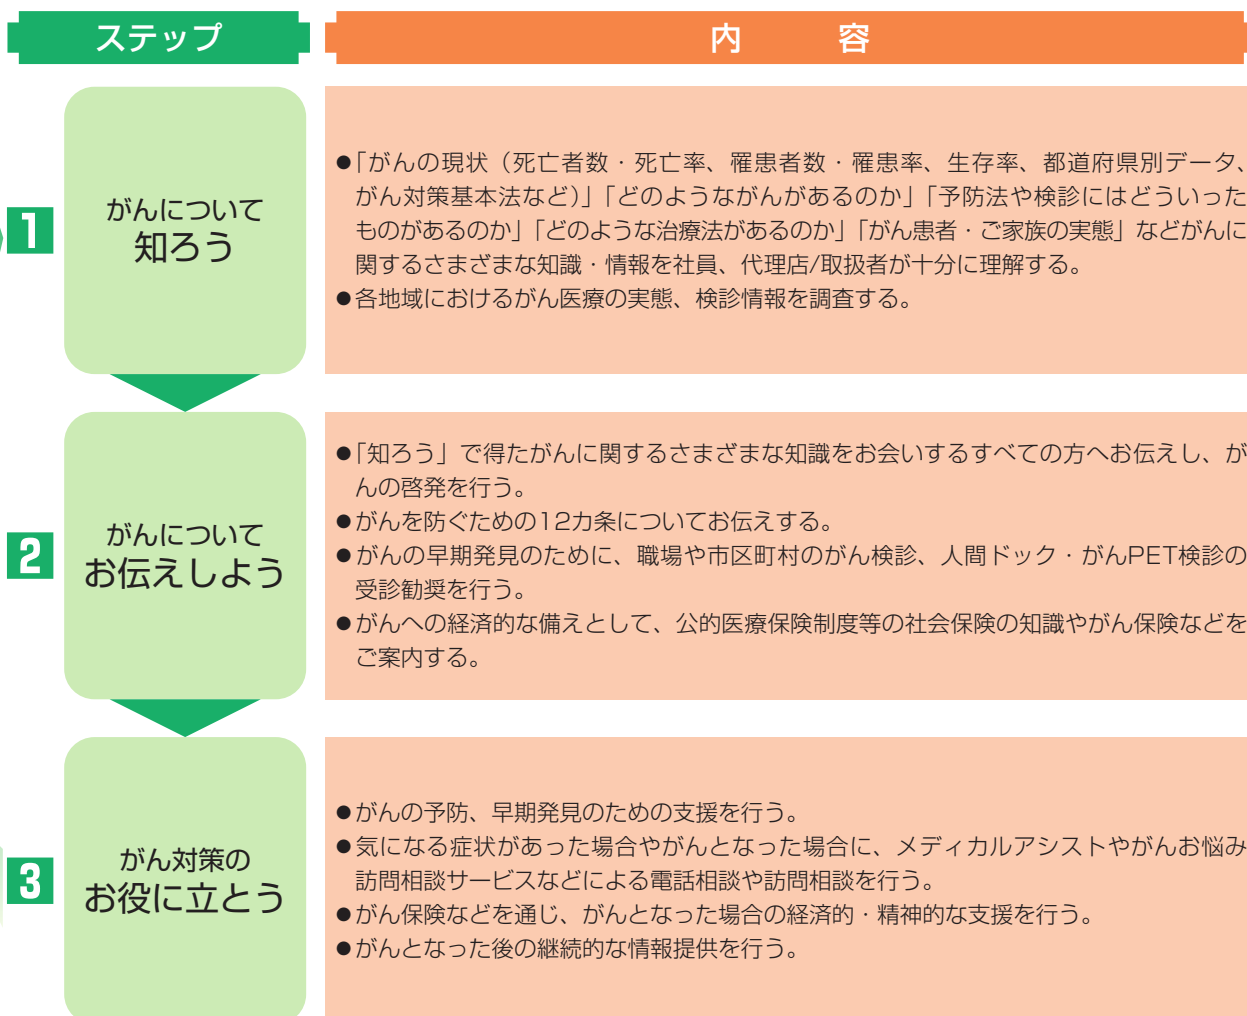 ステップ
内　容
1
がんについて
知ろう
●「がんの現状（死亡者数・死亡率、罹患者数・罹患率、生存率、都道府県別データ、
がん対策基本法など）」「どのようながんがあるのか」「予防法や検診にはどういった
ものがあるのか」「どのような治療法があるのか」「がん患者・ご家族の実態」などがんに
関するさまざまな知識・情報を社員、代理店/取扱者が十分に理解する。
●各地域におけるがん医療の実態、検診情報を調査する。
2
がんについて
お伝えしよう
●「知ろう」で得たがんに関するさまざまな知識をお会いするすべての方へお伝えし、が
んの啓発を行う。
●がんを防ぐための12カ条についてお伝えする。
●がんの早期発見のために、職場や市区町村のがん検診、人間ドック・がんPET検診の
受診勧奨を行う。
●がんへの経済的な備えとして、公的医療保険制度等の社会保険の知識やがん保険などを
ご案内する。
3
がん対策の
お役に立とう
●がんの予防、早期発見のための支援を行う。
●気になる症状があった場合やがんとなった場合に、メディカルアシストやがんお悩み
訪問相談サービスなどによる電話相談や訪問相談を行う。
●がん保険などを通じ、がんとなった場合の経済的・精神的な支援を行う。
●がんとなった後の継続的な情報提供を行う。